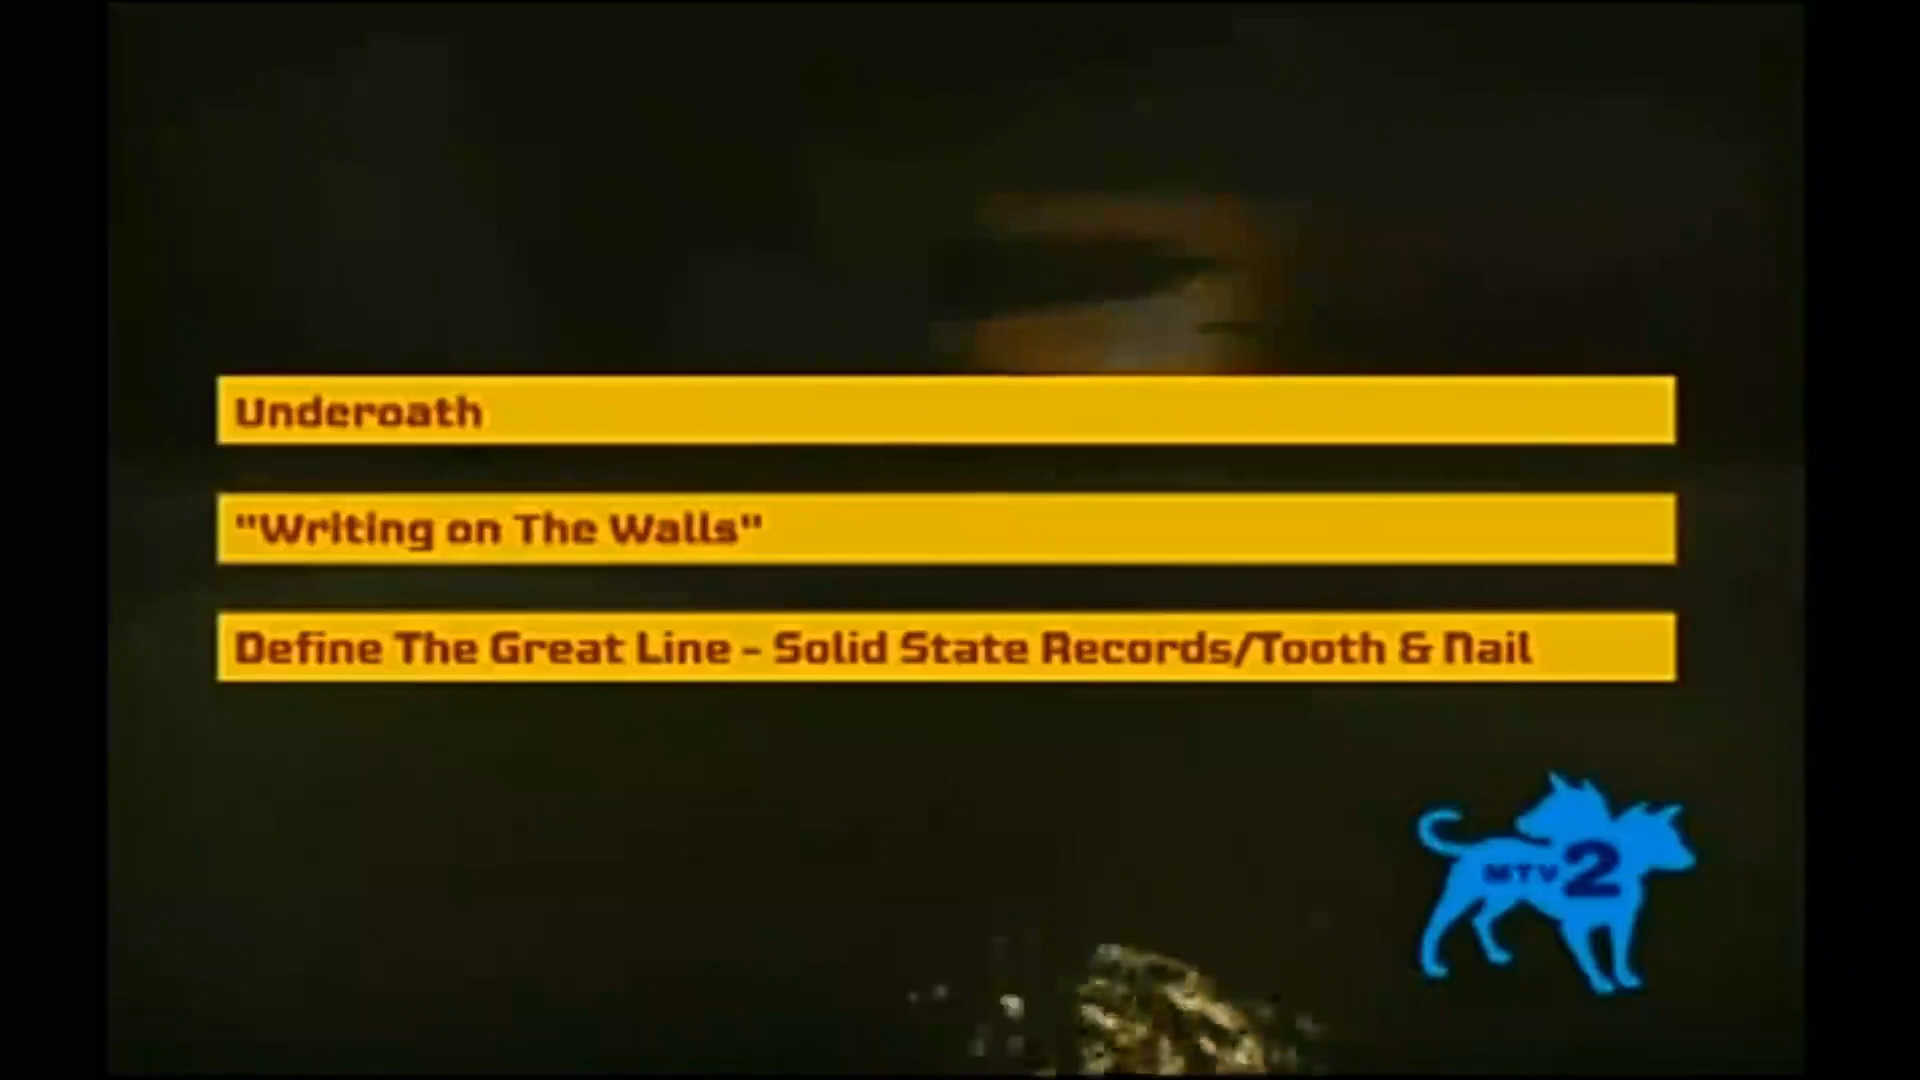 Underoath
"Writing on The Walls"
Define The Great Line - Solid State Records/Tooth & Nail
MTV2